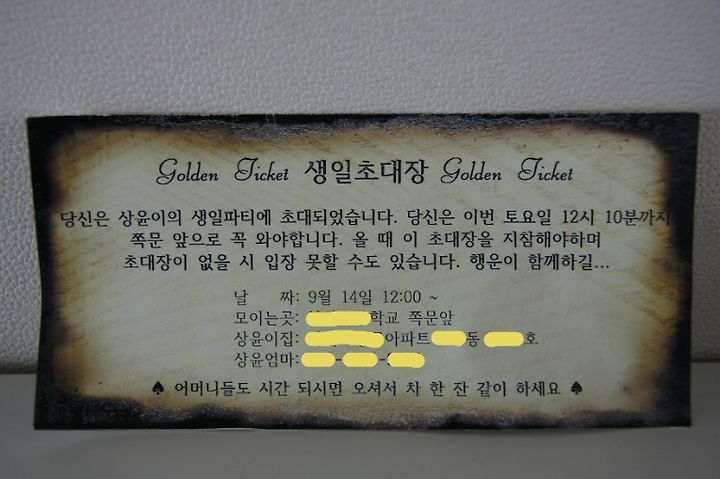 Golden Ticket 생일초대장 Golden Ticket
당신은 상윤이의 생일파티에 초대되었습니다. 당신은 이번 토요일 12시 10분까지
쪽문 앞으로 꼭 와야합니다. 올 때 이 초대장을 지참해야하며
초대장이 없을 시 입장 못할 수도 있습니다. 행운이 함께하길...
날 짜: 9월 14일 12:00 ~
모이는곳: 학교 쪽문앞
상윤이집: 아파트 동 호
상윤엄마: - -
♠ 어머니들도 시간 되시면 오셔서 차 한 잔 같이 하세요 ♠